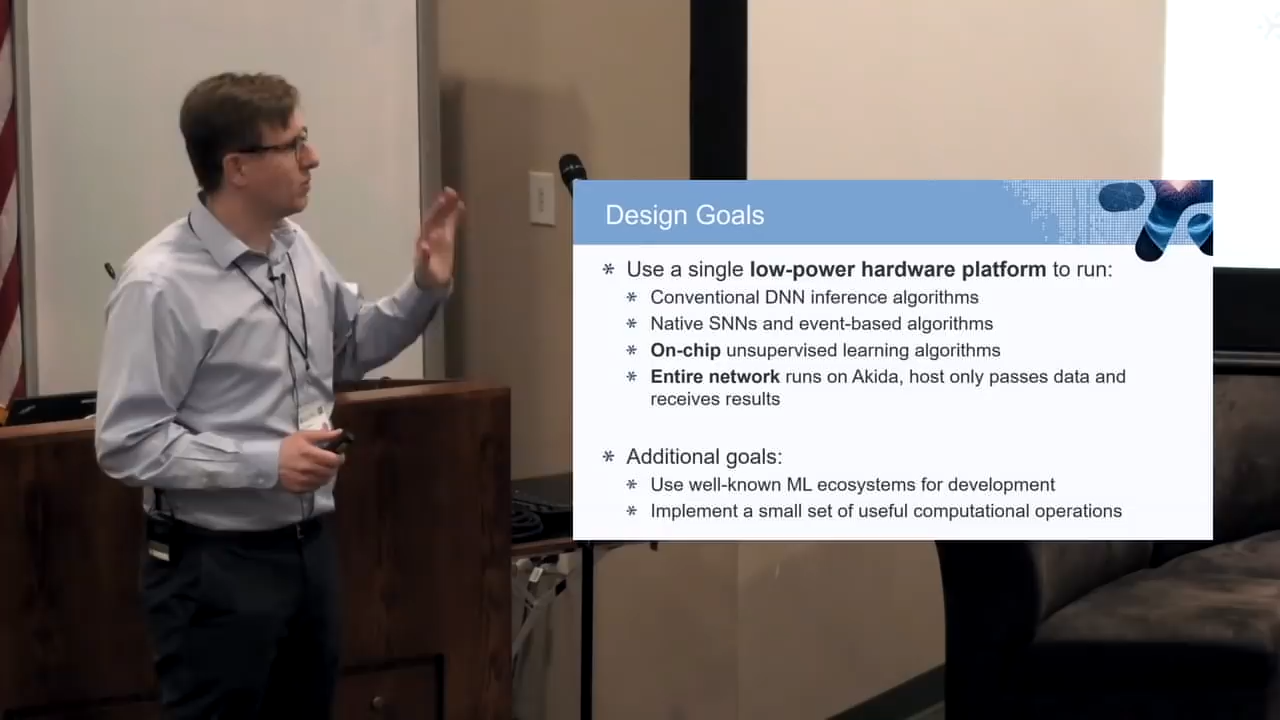 Design Goals
* Use a single low-power hardware platform to run:
* Conventional DNN inference algorithms
* Native SNNs and event-based algorithms
* On-chip unsupervised learning algorithms
* Entire network runs on Akida, host only passes data and
receives results
* Additional goals:
* Use well-known ML ecosystems for development
* Implement a small set of useful computational operations